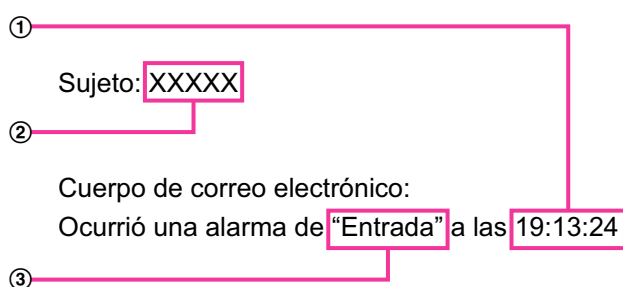 ①
Sujeto: XXXXX
②
Cuerpo de correo electrónico:
Ocurrió una alarma de “Entrada” a las 19:13:24
③